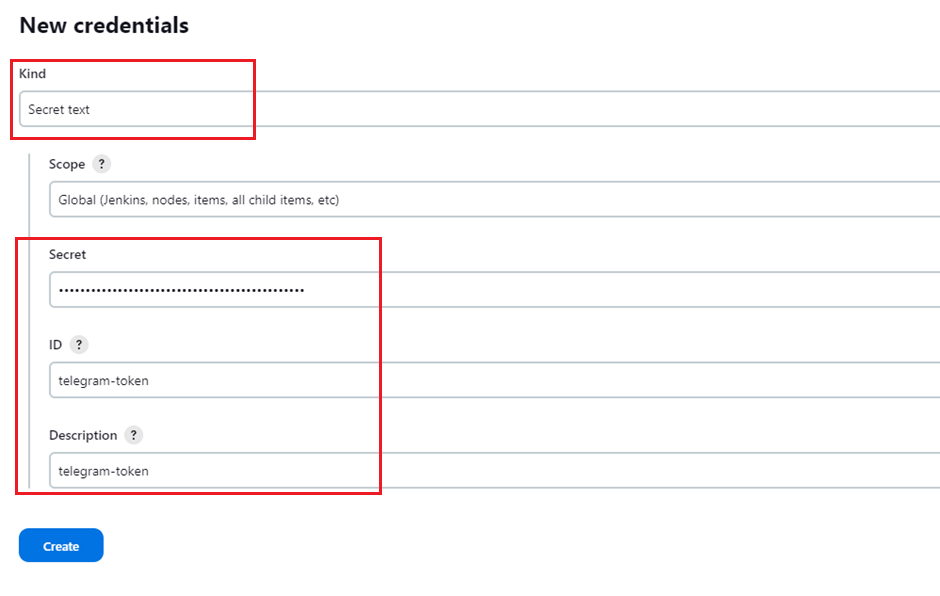 New credentials
Kind
Secret text
Scope ?
Global (Jenkins, nodes, items, all child items, etc)
Secret
••••••••••••••••••••••••••••••••••••••••••••••
ID ?
telegram-token
Description ?
telegram-token
Create